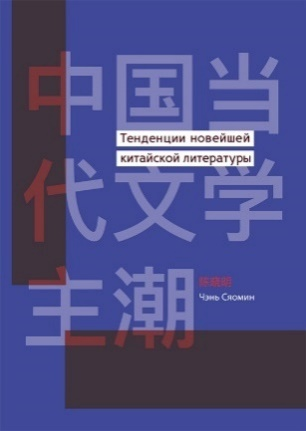 中国当
代文学
主潮
Тенденции новейшей
китайской литературы
陈晓明
Чэнь Сяомин